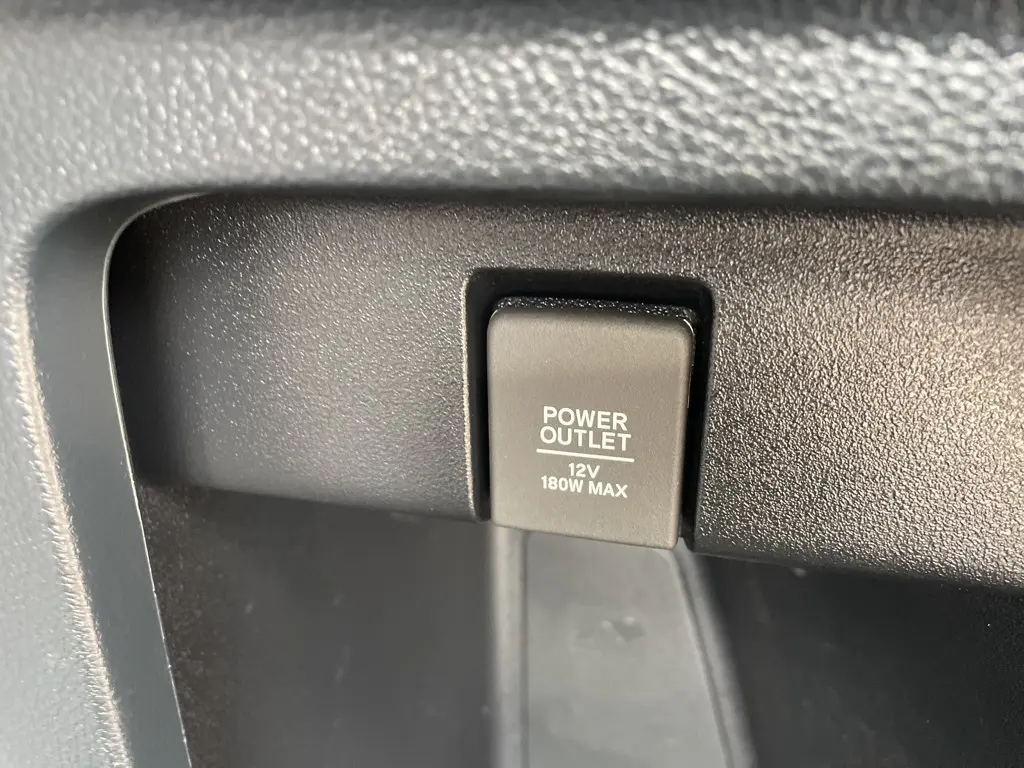 POWER
OUTLET
12V
180W MAX